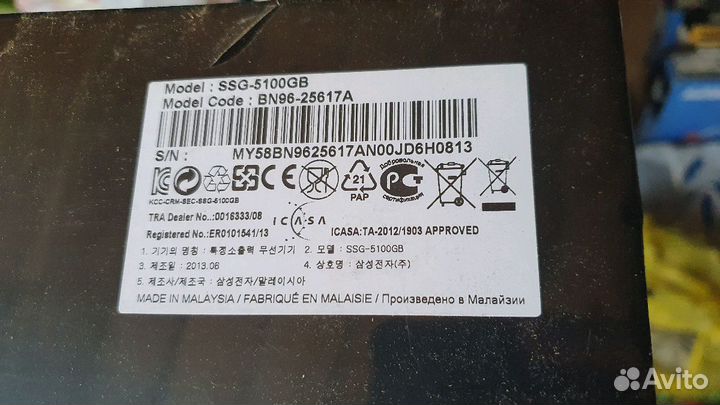 Model : SSG-5100GB
Model Code : BN96-25617A
S/N : MY58BN9625617AN00JD6H0813
KCC-CRM-SEC-SSG-5100GB
CE
21
PAP
Добровольная
сертификация
TRA Dealer No.:0016333/08
ICASA
Registered No.:ER0101541/13
ICASA:TA-2012/1903 APPROVED
1. 기기의 명칭 : 특정소출력 무선기기 2. 모델 : SSG-5100GB
3. 제조일 : 2013.06 4. 상호명 : 삼성전자(주)
5. 제조사/제조국 : 삼성전자/말레이시아
MADE IN MALAYSIA / FABRIQUÉ EN MALAISIE / Произведено в Малайзии
Avito